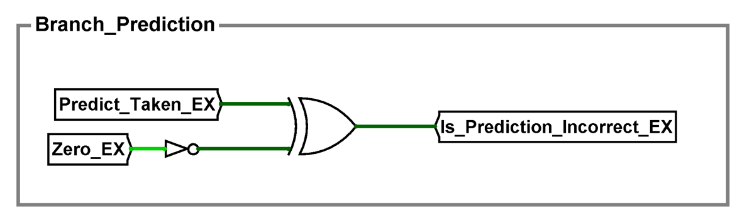 Branch_Prediction
Predict_Taken_EX
Is_Prediction_Incorrect_EX
Zero_EX